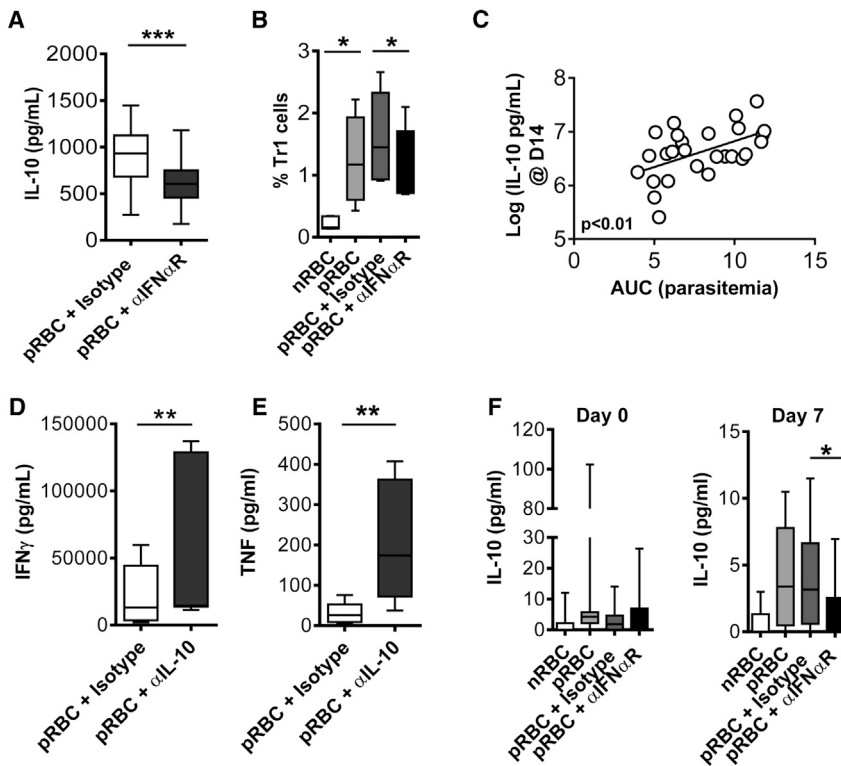 A
***
IL-10 (pg/mL)
2000
1500
1000
500
0
pRBC + Isotype
pRBC + αIFNαR
B
* *
% Tr1 cells
3
2
1
0
nRBC
pRBC
pRBC + Isotype
pRBC + αIFNαR
C
Log (IL-10 pg/mL)
@ D14
8
7
6
5
p<0.01
0 5 10 15
AUC (parasitemia)
D
**
IFNγ (pg/mL)
150000
100000
50000
0
pRBC + Isotype
pRBC + αIL-10
E
**
TNF (pg/ml)
500
400
300
200
100
0
pRBC + Isotype
pRBC + αIL-10
F
Day 0
IL-10 (pg/ml)
120
100
80
30
20
10
0
nRBC
pRBC
pRBC + Isotype
pRBC + αIFNαR
Day 7
*
IL-10 (pg/ml)
15
10
5
0
nRBC
pRBC
pRBC + Isotype
pRBC + αIFNαR